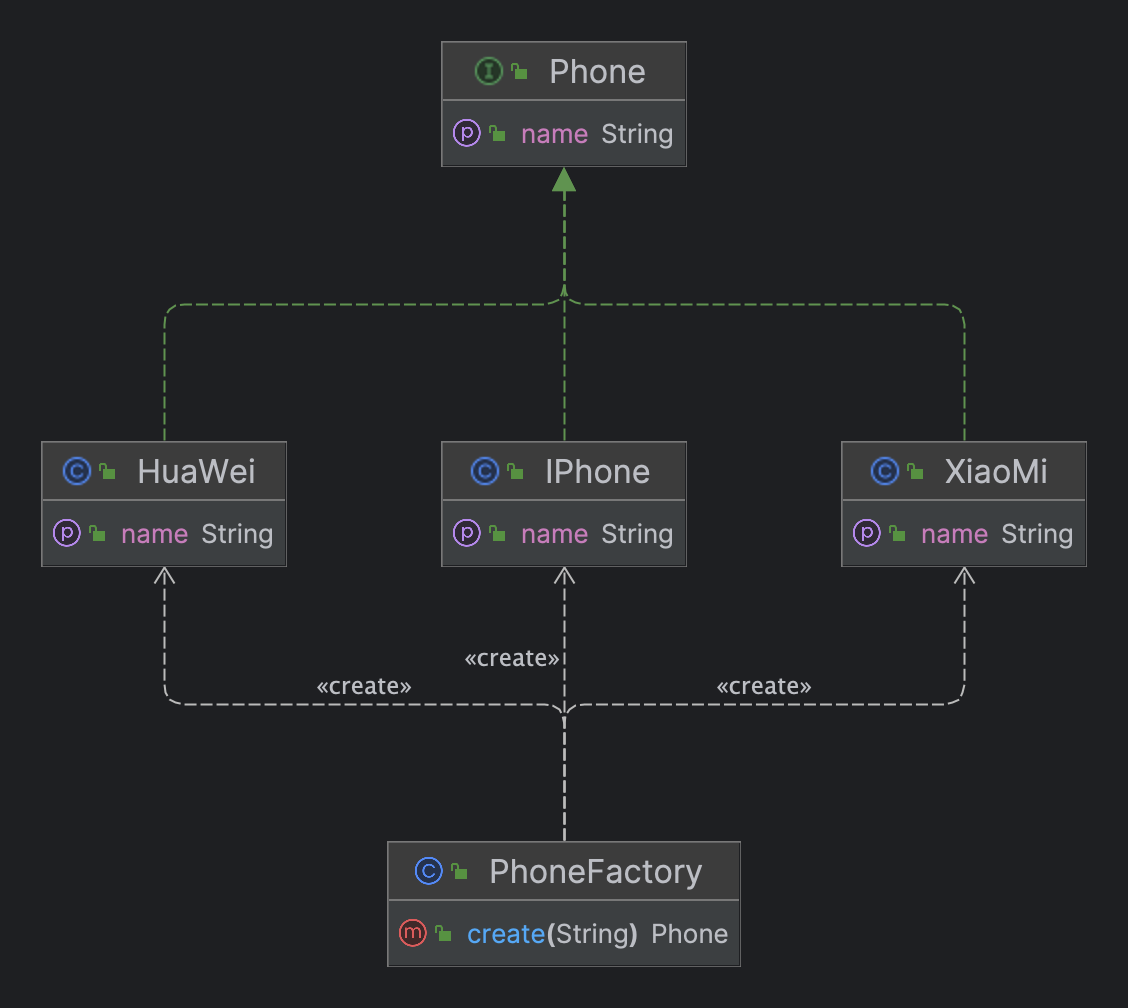 Phone
name String
HuaWei
name String
IPhone
name String
XiaoMi
name String
«create»
«create»
«create»
PhoneFactory
create(String) Phone